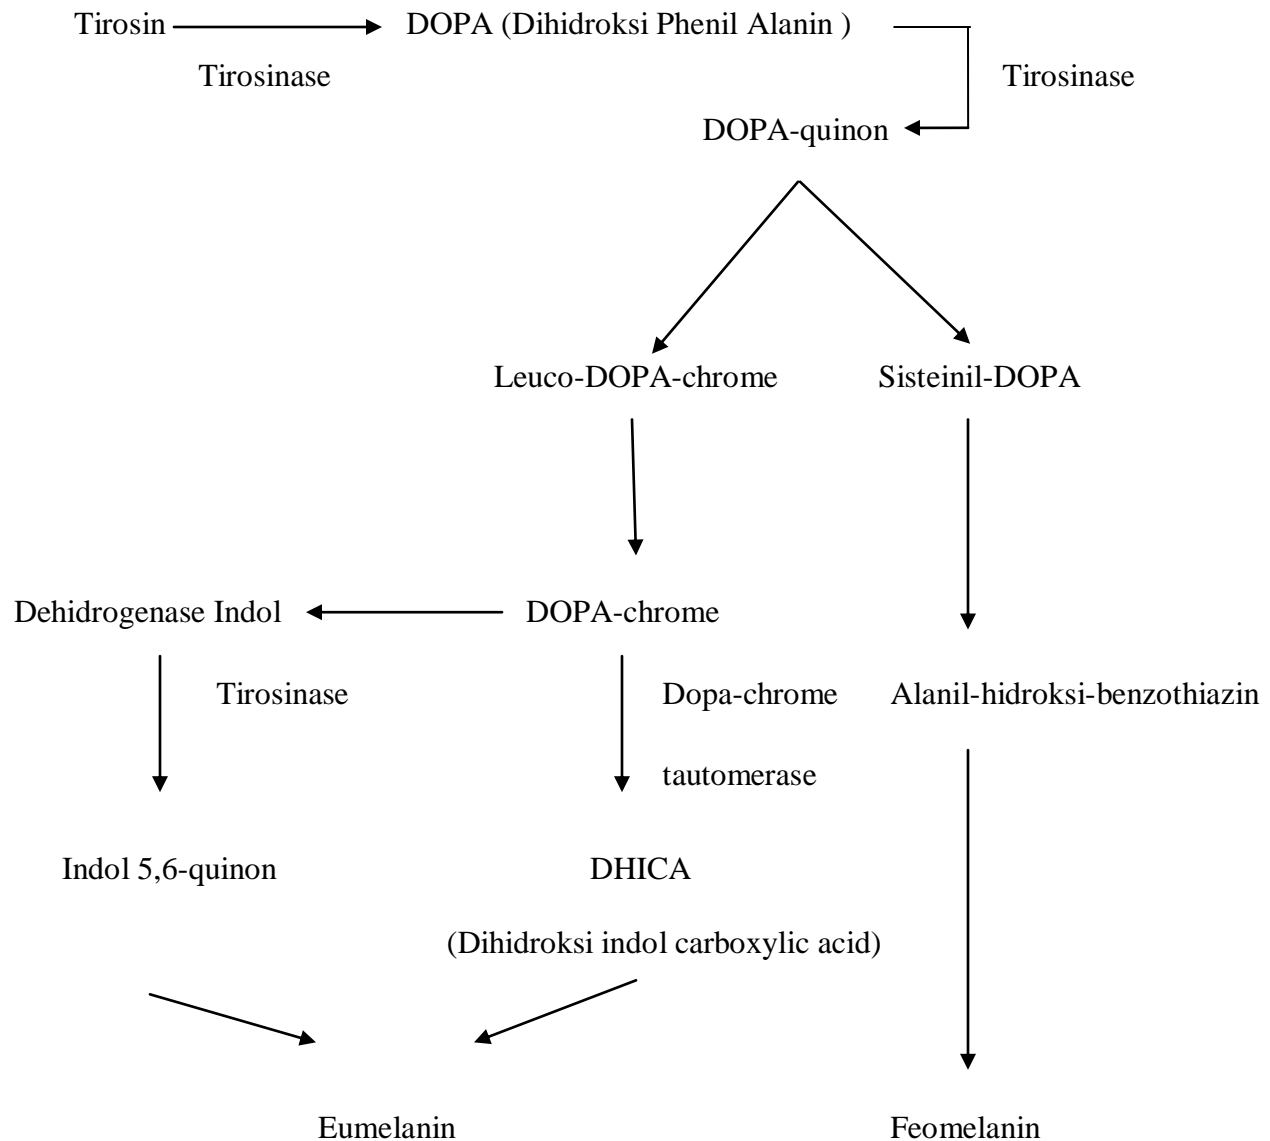 Tirosin
DOPA (Dihidroksi Phenil Alanin )
Tirosinase
Tirosinase
DOPA-quinon
Leuco-DOPA-chrome
Sisteinil-DOPA
Dehidrogenase Indol
DOPA-chrome
Tirosinase
Dopa-chrome
tautomerase
Alanil-hidroksi-benzothiazin
Indol 5,6-quinon
DHICA
(Dihidroksi indol carboxylic acid)
Eumelanin
Feomelanin